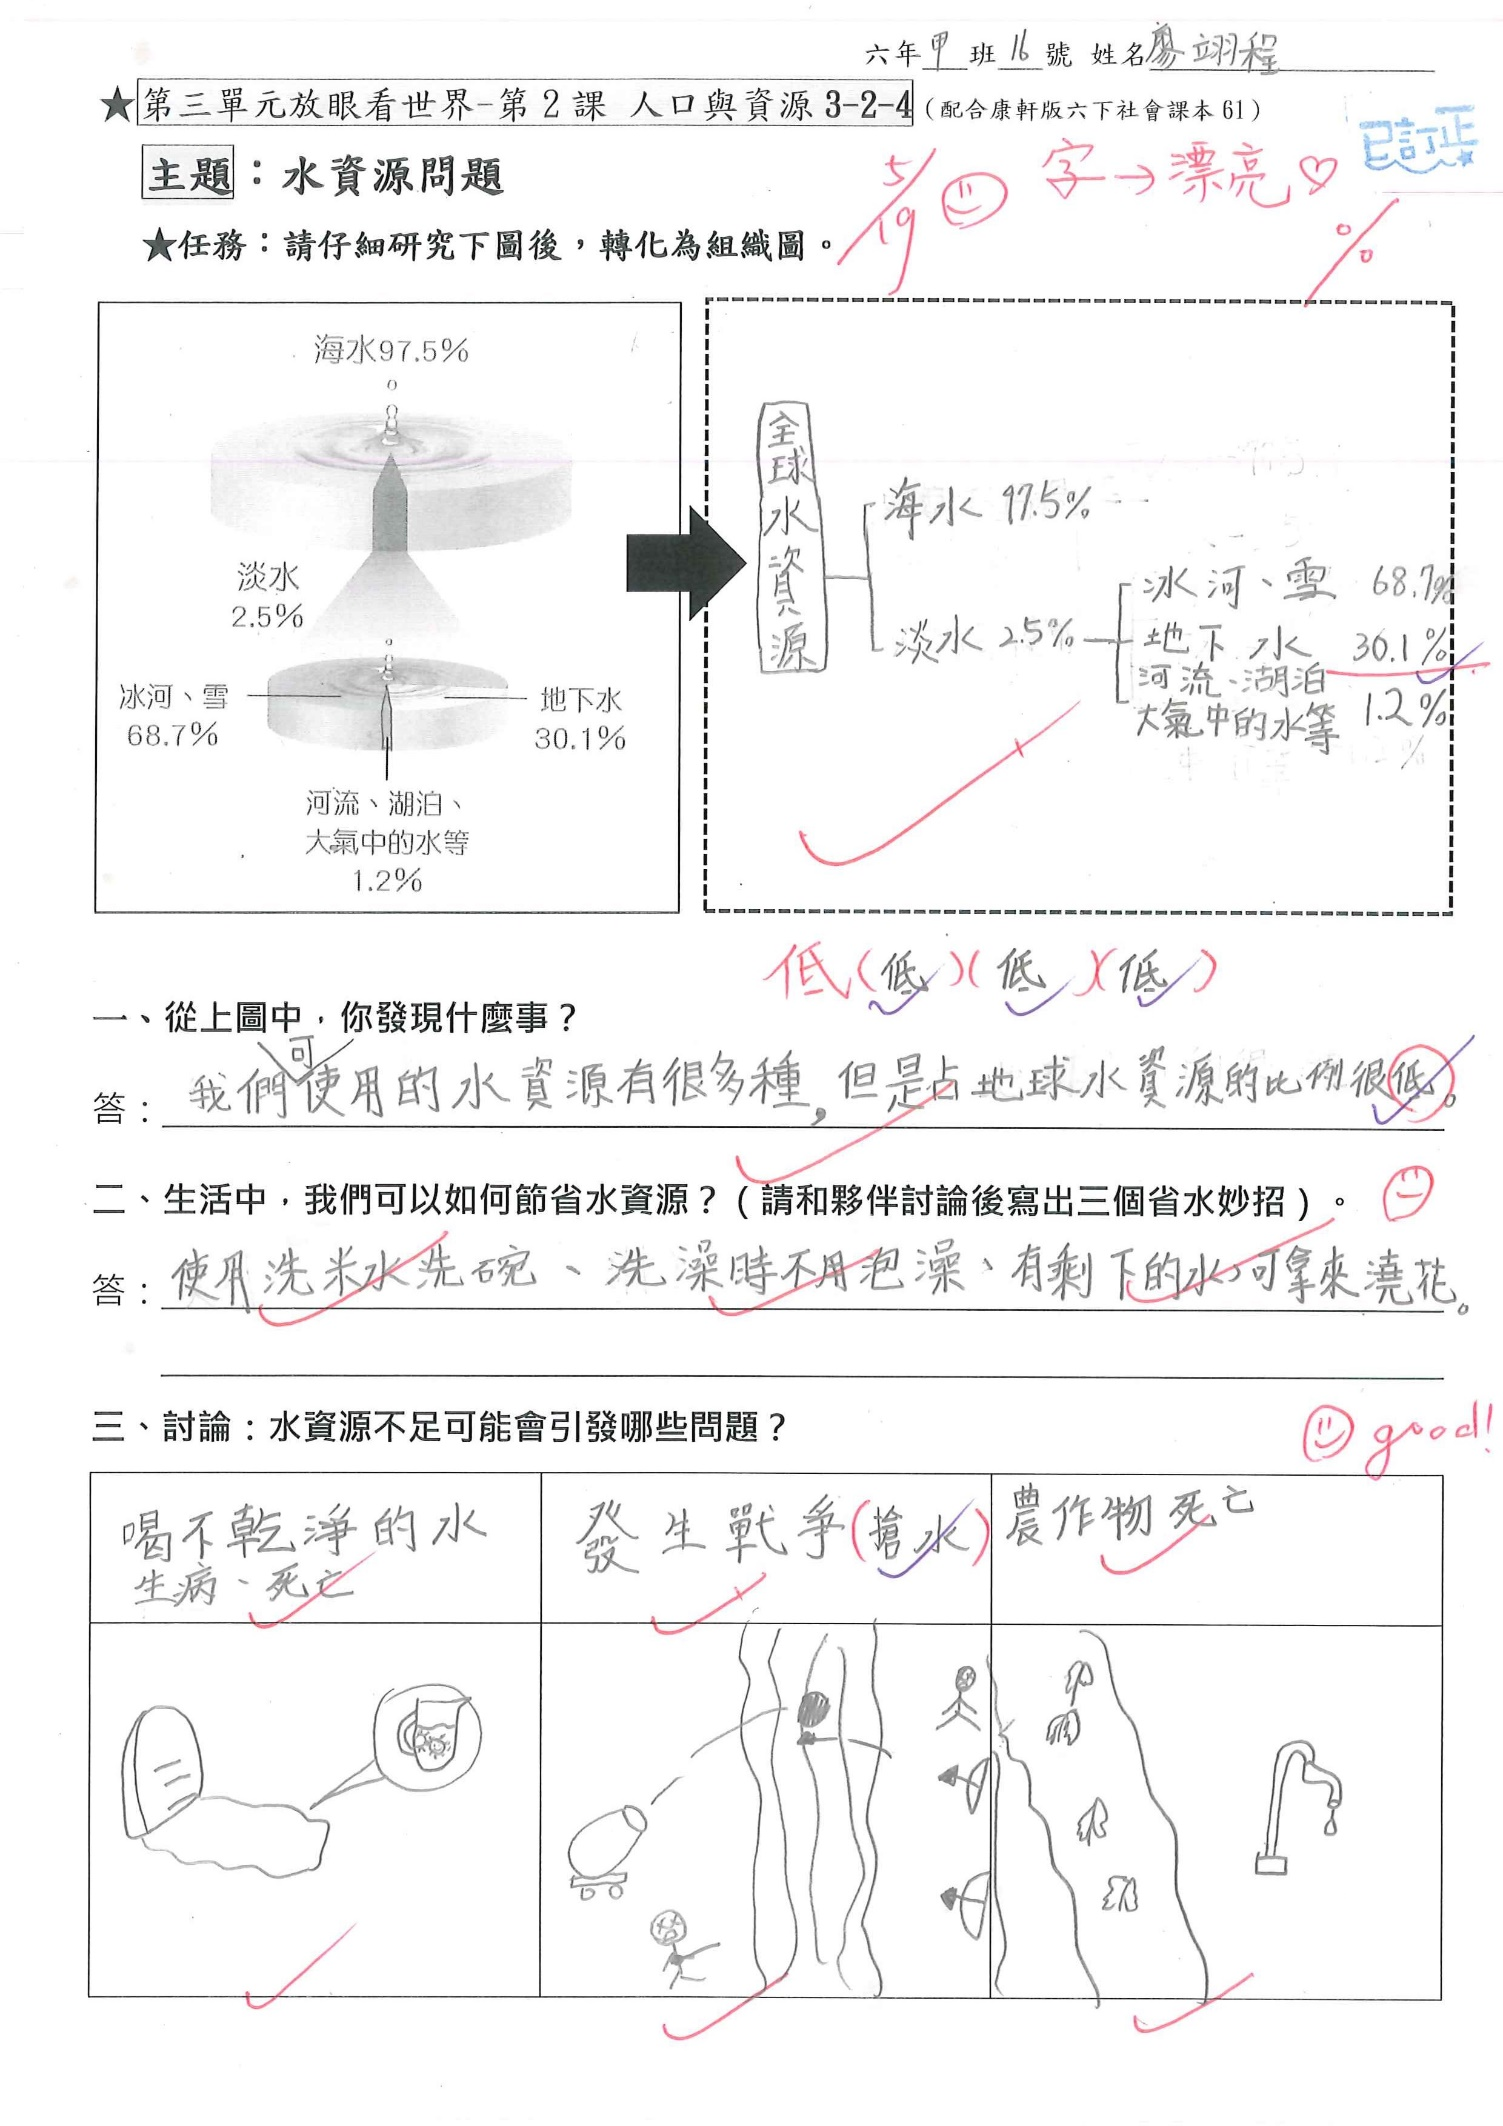 六年甲班16號 姓名廖翊程
★第三單元放眼看世界-第2課 人口與資源3-2-4(配合康軒版六下社會課本61)
已訂正
主題：水資源問題
5/19 字→漂亮
★任務：請仔細研究下圖後，轉化為組織圖。
海水97.5%
淡水
2.5%
冰河、雪
68.7%
地下水
30.1%
河流、湖泊、
大氣中的水等
1.2%
全球水資源
海水 97.5%
淡水 2.5%
冰河、雪 68.7%
地下水 30.1%
河流、湖泊
大氣中的水等 1.2%
低(低)(低)(低)
一、從上圖中，你發現什麼事？
答：我們可使用的水資源有很多種，但是占地球水資源的比例很低。
二、生活中，我們可以如何節省水資源？(請和夥伴討論後寫出三個省水妙招)。
答：使用洗米水洗碗、洗澡時不用泡澡、有剩下的水可拿來澆花。
三、討論：水資源不足可能會引發哪些問題？
good!
喝不乾淨的水
生病、死亡
發生戰爭(搶水)
農作物死亡